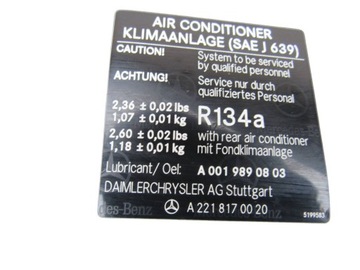 AIR CONDITIONER
KLIMAANLAGE (SAE J 639)
CAUTION! System to be serviced
by qualified personnel
ACHTUNG! Service nur durch
qualifiziertes Personal
2,36 ± 0,02 lbs
1,07 ± 0,01 kg
R134a
2,60 ± 0,02 lbs with rear air conditioner
1,18 ± 0,01 kg mit Fondklimaanlage
Lubricant/ Oel: A 001 989 08 03
DAIMLERCHRYSLER AG Stuttgart
des-Benz A 221 817 00 20 5199583